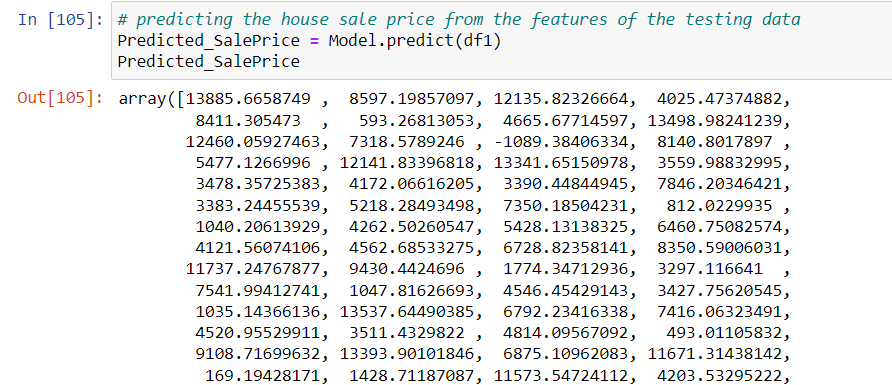 In [105]: # predicting the house sale price from the features of the testing data
Predicted_SalePrice = Model.predict(df1)
Predicted_SalePrice
Out[105]: array([13885.6658749 , 8597.19857097, 12135.82326664, 4025.47374882,
8411.305473 , 593.26813053, 4665.67714597, 13498.98241239,
12460.05927463, 7318.5789246 , -1089.38406334, 8140.8017897 ,
5477.1266996 , 12141.83396818, 13341.65150978, 3559.98832995,
3478.35725383, 4172.06616205, 3390.44844945, 7846.20346421,
3383.24455539, 5218.28493498, 7350.18504231, 812.0229935 ,
1040.20613929, 4262.50260547, 5428.13138325, 6460.75082574,
4121.56074106, 4562.68533275, 6728.82358141, 8350.59006031,
11737.24767877, 9430.4424696 , 1774.34712936, 3297.116641 ,
7541.99412741, 1047.81626693, 4546.45429143, 3427.75620545,
1035.14366136, 13537.64490385, 6792.23416338, 7416.06323491,
4520.95529911, 3511.4329822 , 4814.09567092, 493.01105832,
9108.71699632, 13393.90101846, 6875.10962083, 11671.31438142,
169.19428171, 1428.71187087, 11573.54724112, 4203.53295222,